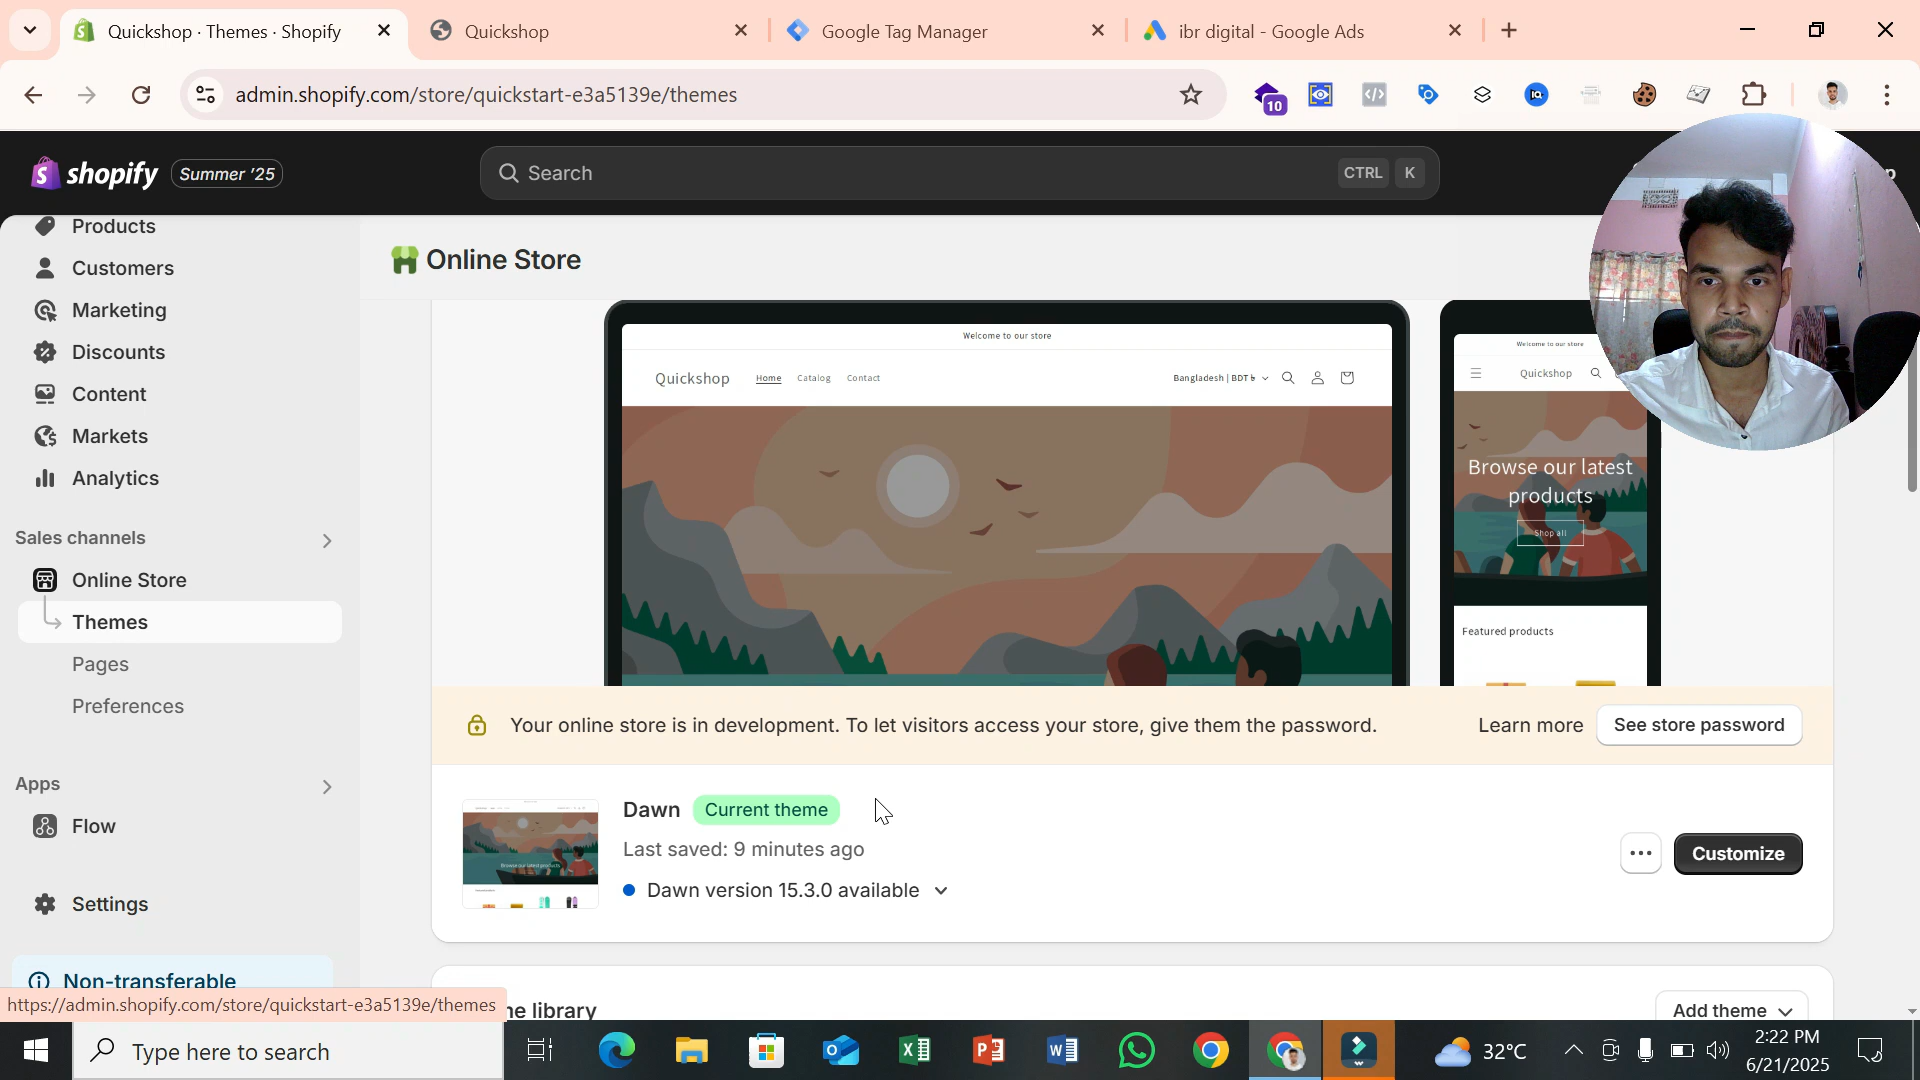 Quickshop · Themes · Shopify
Quickshop
Google Tag Manager
ibr digital - Google Ads
admin.shopify.com/store/quickstart-e3a5139e/themes
10
shopify
Summer '25
Search
CTRL K
Products
Customers
Marketing
Discounts
Content
Markets
Analytics
Sales channels
Online Store
Themes
Pages
Preferences
Apps
Flow
Settings
Non-transferable
https://admin.shopify.com/store/quickstart-e3a5139e/themes
Online Store
Welcome to our store
Quickshop
Home
Catalog
Contact
Bangladesh | BDT ৳
Welcome to our store
Quickshop
Browse our latest
products
Shop all
Featured products
Your online store is in development. To let visitors access your store, give them the password.
Learn more
See store password
Dawn
Current theme
Last saved: 9 minutes ago
Dawn version 15.3.0 available
Customize
Browse our latest products
Add theme
Type here to search
32°C
2:22 PM
6/21/2025